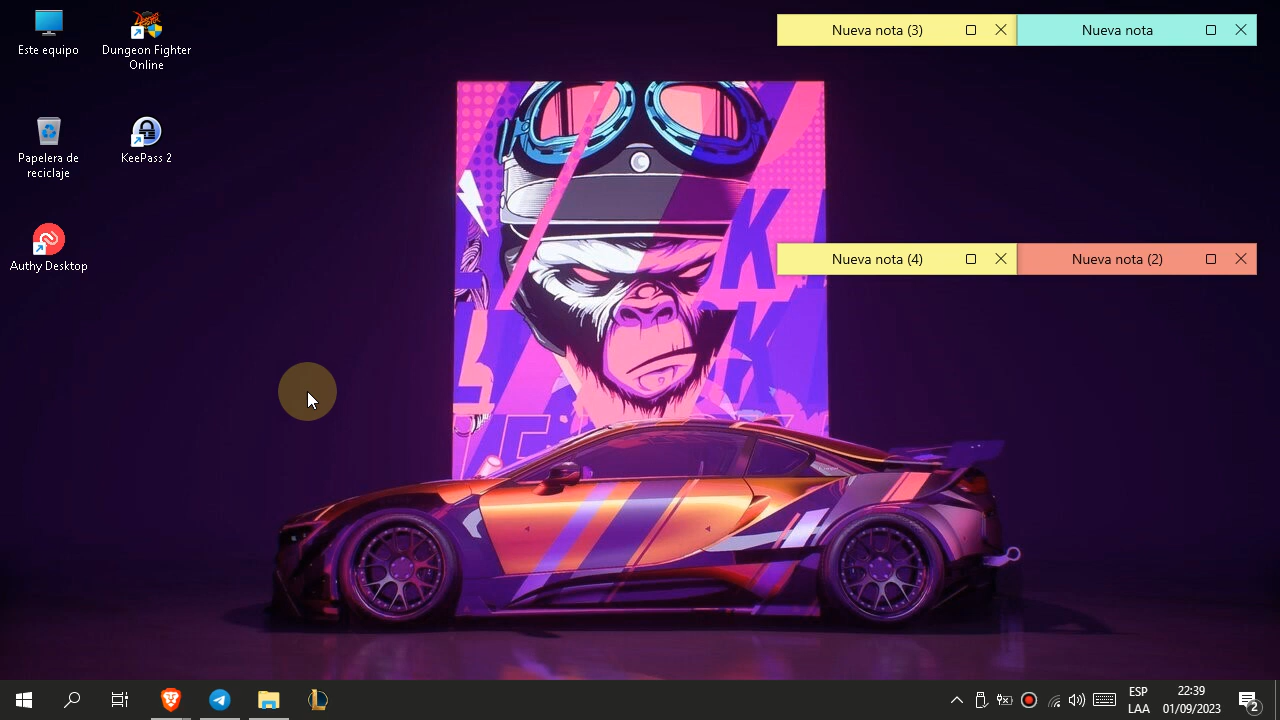 Este equipo
Dungeon Fighter
Online
Papelera de
reciclaje
KeePass 2
Authy Desktop
Nueva nota (3)
Nueva nota
Nueva nota (4)
Nueva nota (2)
K
K
ESP
LAA
22:39
01/09/2023
2